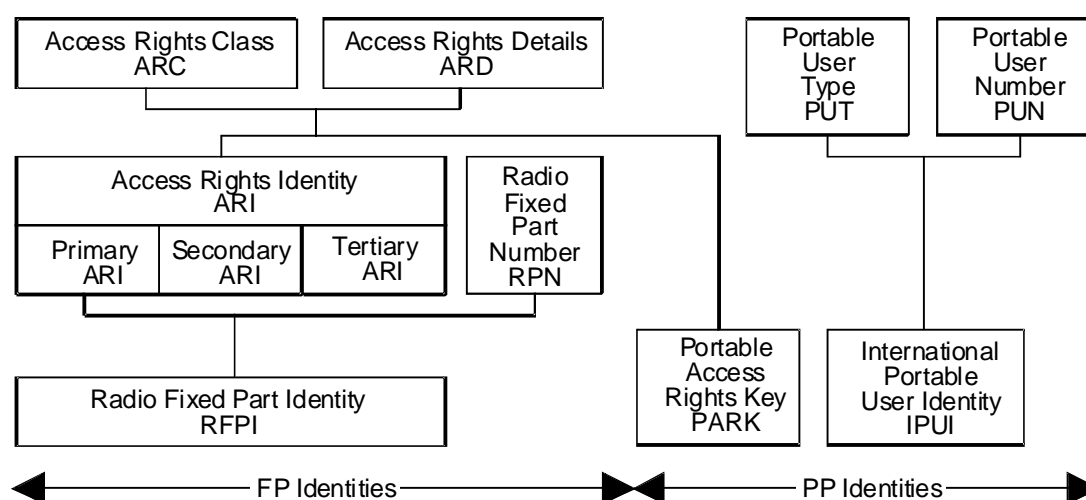 Access Rights Class
ARC
Access Rights Details
ARD
Portable
User
Type
PUT
Portable
User
Number
PUN
Access Rights Identity
ARI
Primary
ARI
Secondary
ARI
Tertiary
ARI
Radio
Fixed
Part
Number
RPN
Radio Fixed Part Identity
RFPI
Portable
Access
Rights Key
PARK
International
Portable
User Identity
IPUI
FP Identities
PP Identities